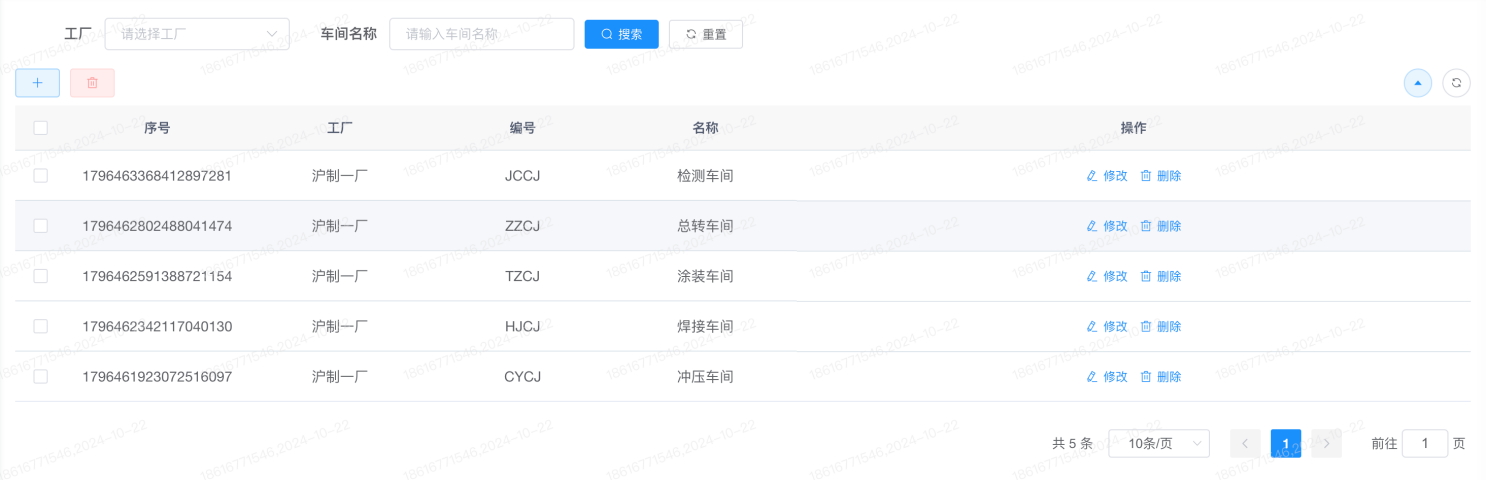 工厂 请选择工厂 车间名称 请输入车间名称 搜索 重置
序号 工厂 编号 名称 操作
1796463368412897281 沪制一厂 JCCJ 检测车间 修改 删除
1796462802488041474 沪制一厂 ZZCJ 总转车间 修改 删除
1796462591388721154 沪制一厂 TZCJ 涂装车间 修改 删除
1796462342117040130 沪制一厂 HJCJ 焊接车间 修改 删除
1796461923072516097 沪制一厂 CYCJ 冲压车间 修改 删除
共 5 条 10条/页 1 前往 1 页
18616771546,2024-10-22